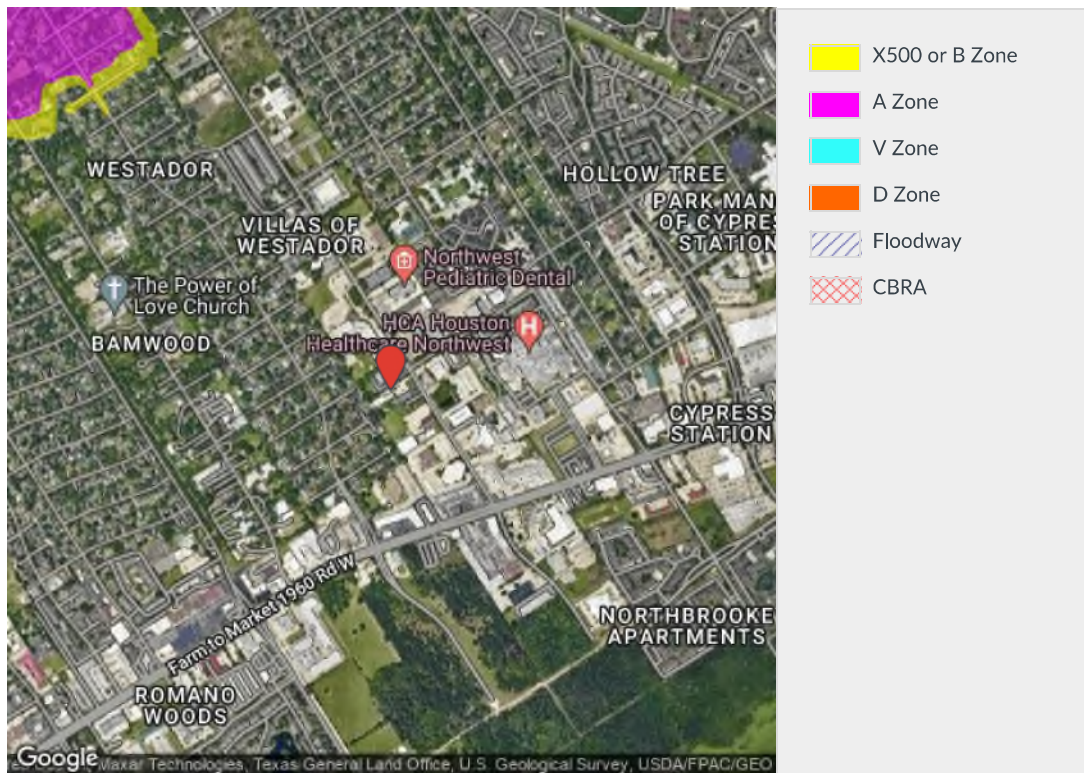 X500 or B Zone
A Zone
V Zone
D Zone
Floodway
CBRA
WESTADOR
HOLLOW TREE
PARK MAN
OF CYPRES
STATION
VILLAS OF
WESTADOR
Northwest
Pediatric Dental
The Power of
Love Church
HCA Houston
Healthcare Northwest
BAMWOOD
CYPRESS
STATION
Farm to Market 1960 Rd W
NORTHBROOKE
APARTMENTS
ROMANO
WOODS
Google
Maxar Technologies, Texas General Land Office, U.S. Geological Survey, USDA/FPAC/GEO